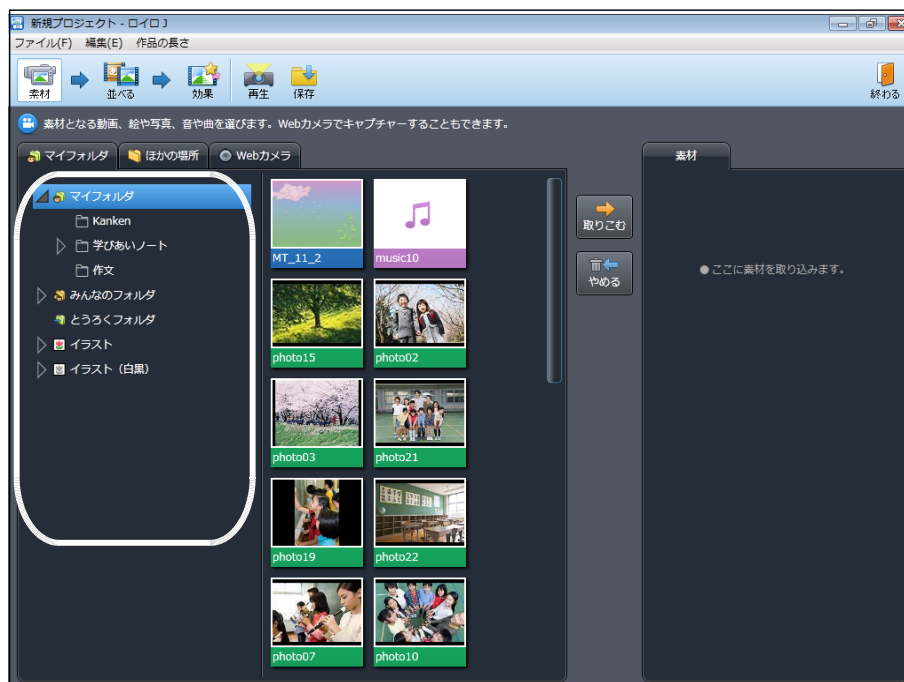 新規プロジェクト - ロイロJ
ファイル(F) 編集(E) 作品の長さ
素材 並べる 効果 再生 保存 終わる
素材となる動画、絵や写真、音や曲を選びます。Webカメラでキャプチャーすることもできます。
マイフォルダ ほかの場所 Webカメラ 素材
マイフォルダ
Kanken
学びあいノート
作文
みんなのフォルダ
とうろくフォルダ
イラスト
イラスト（白黒）
MT_11_2 music10
photo15 photo02
photo03 photo21
photo19 photo22
photo07 photo10
取りこむ
やめる
●ここに素材を取り込みます。